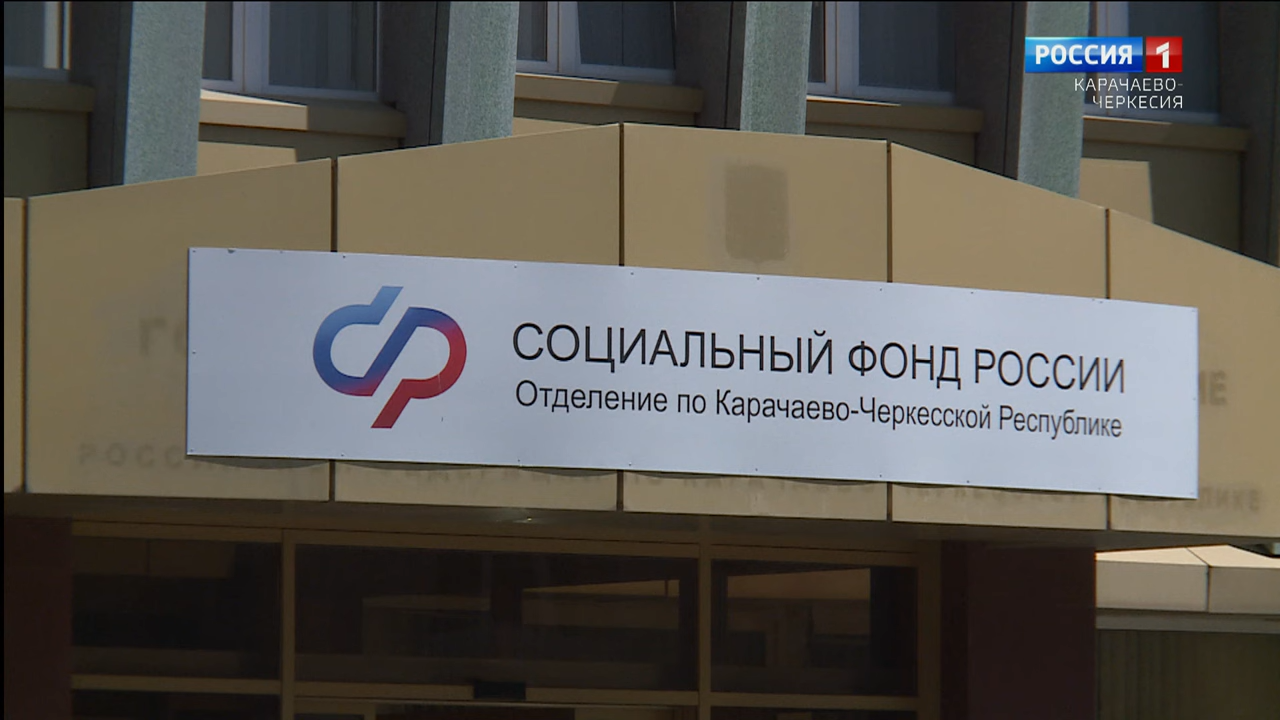 РОССИЯ 1
КАРАЧАЕВО-
ЧЕРКЕСИЯ
СОЦИАЛЬНЫЙ ФОНД РОССИИ
Отделение по Карачаево-Черкесской Республике